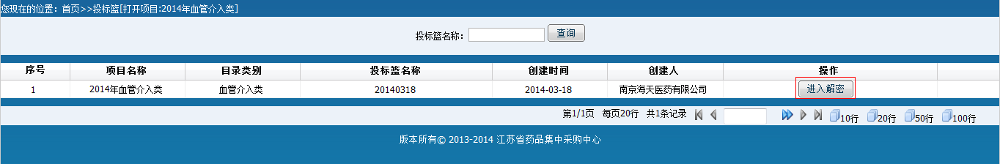 您现在的位置：首页>>投标篮[打开项目:2014年血管介入类]
投标篮名称： 查询
序号 项目名称 目录类别 投标篮名称 创建时间 创建人 操作
1 2014年血管介入类 血管介入类 20140318 2014-03-18 南京海天医药有限公司 进入解密
第1/1页 每页20行 共1条记录 10行 20行 50行 100行
版本所有© 2013-2014 江苏省药品集中采购中心